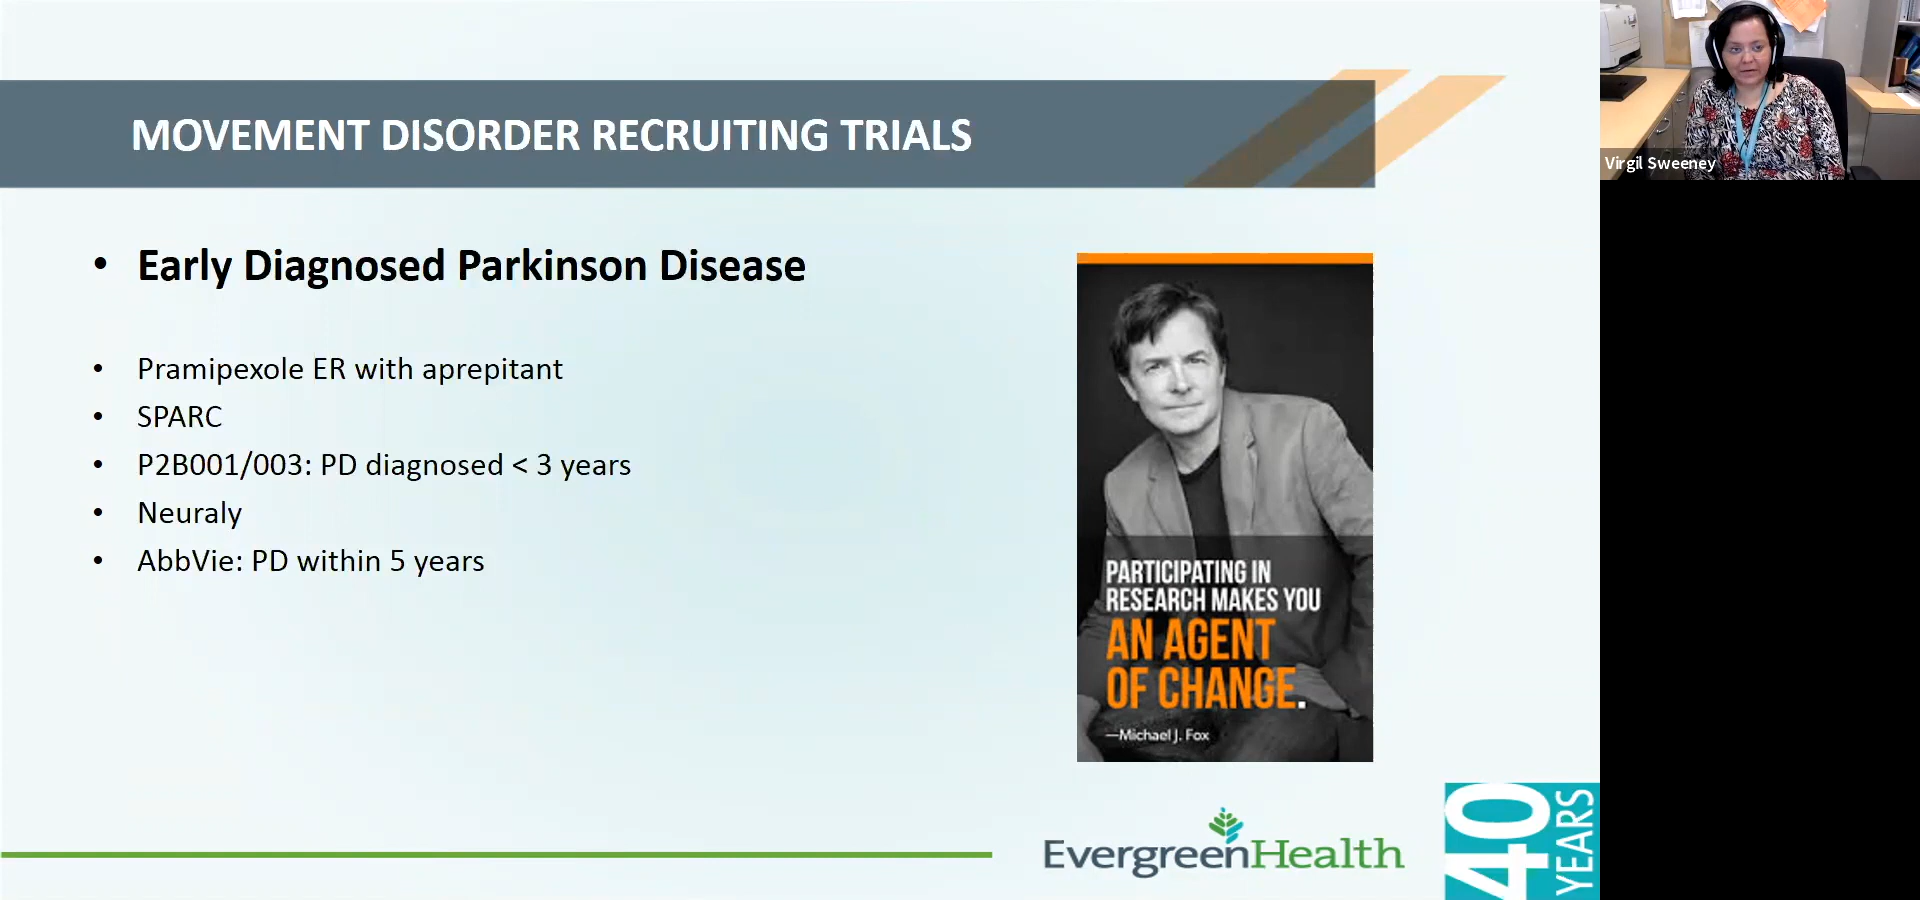 MOVEMENT DISORDER RECRUITING TRIALS
Virgil Sweeney
• Early Diagnosed Parkinson Disease
• Pramipexole ER with aprepitant
• SPARC
• P2B001/003: PD diagnosed < 3 years
• Neuraly
• AbbVie: PD within 5 years
PARTICIPATING IN
RESEARCH MAKES YOU
AN AGENT
OF CHANGE.
—Michael J. Fox
EvergreenHealth
40
YEARS